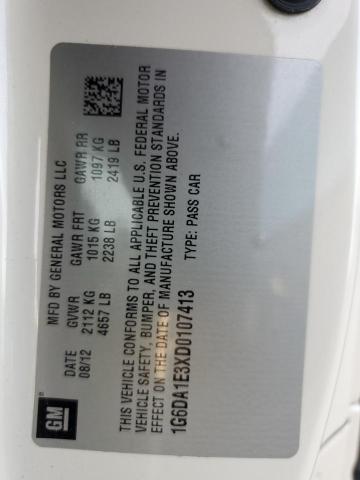 GM
MFD BY GENERAL MOTORS LLC
DATE GVWR GAWR FRT GAWR RR
08/12 2112 KG 1015 KG 1097 KG
4657 LB 2238 LB 2419 LB
THIS VEHICLE CONFORMS TO ALL APPLICABLE U.S. FEDERAL MOTOR
VEHICLE SAFETY, BUMPER, AND THEFT PREVENTION STANDARDS IN
EFFECT ON THE DATE OF MANUFACTURE SHOWN ABOVE.
1G6DA1E3XD0107413 TYPE: PASS CAR